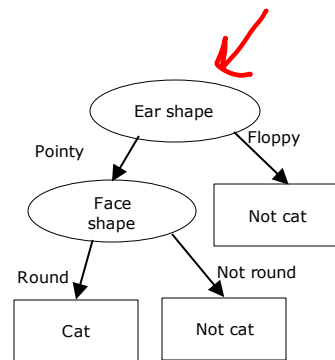 Ear shape
Pointy
Floppy
Face
shape
Not cat
Round
Not round
Cat
Not cat